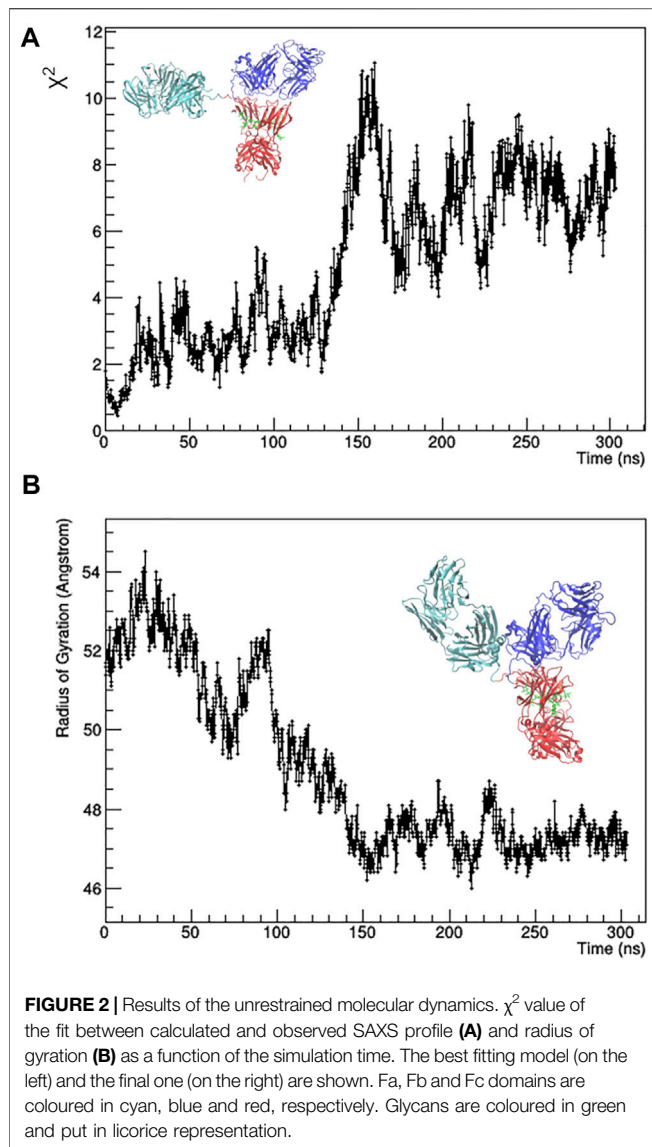 A
χ2
12
10
8
6
4
2
0
0 50 100 150 200 250 300
Time (ns)
B
Radius of Gyration (Angstrom)
54
52
50
48
46
0 50 100 150 200 250 300
Time (ns)
FIGURE 2 | Results of the unrestrained molecular dynamics. χ2 value of
the fit between calculated and observed SAXS profile (A) and radius of
gyration (B) as a function of the simulation time. The best fitting model (on the
left) and the final one (on the right) are shown. Fa, Fb and Fc domains are
coloured in cyan, blue and red, respectively. Glycans are coloured in green
and put in licorice representation.